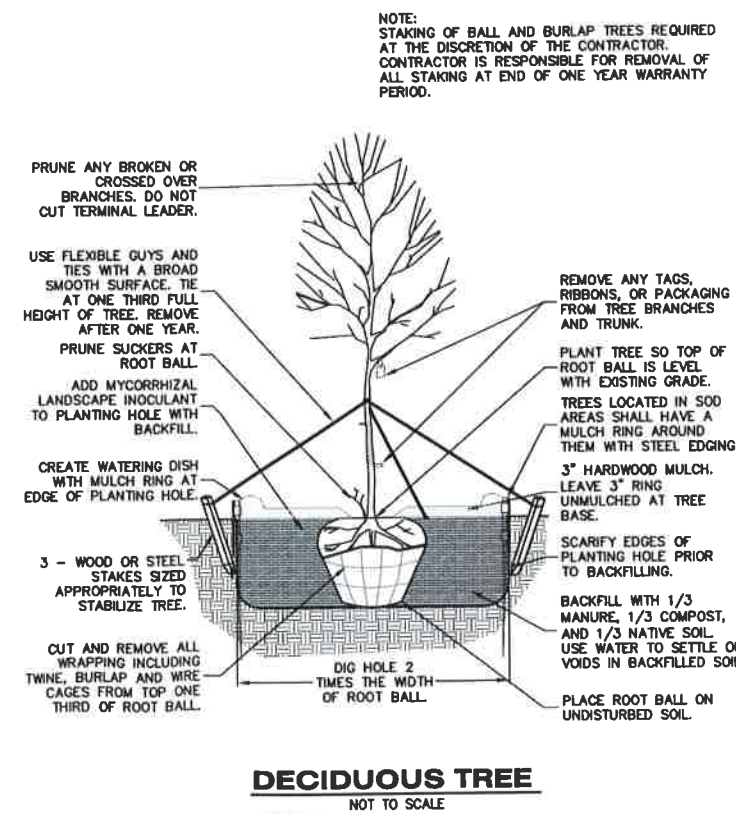 NOTE:
STAKING OF BALL AND BURLAP TREES REQUIRED
AT THE DISCRETION OF THE CONTRACTOR.
CONTRACTOR IS RESPONSIBLE FOR REMOVAL OF
ALL STAKING AT END OF ONE YEAR WARRANTY
PERIOD.
PRUNE ANY BROKEN OR
CROSSED OVER
BRANCHES. DO NOT
CUT TERMINAL LEADER.
USE FLEXIBLE GUYS AND
TIES WITH A BROAD
SMOOTH SURFACE. TIE
AT ONE THIRD FULL
HEIGHT OF TREE. REMOVE
AFTER ONE YEAR.
PRUNE SUCKERS AT
ROOT BALL.
ADD MYCORRHIZAL
LANDSCAPE INOCULANT
TO PLANTING HOLE WITH
BACKFILL.
CREATE WATERING DISH
WITH MULCH RING AT
EDGE OF PLANTING HOLE.
3 - WOOD OR STEEL
STAKES SIZED
APPROPRIATELY TO
STABILIZE TREE.
CUT AND REMOVE ALL
WRAPPING INCLUDING
TWINE, BURLAP AND WIRE
CAGES FROM TOP ONE
THIRD OF ROOT BALL.
DIG HOLE 2
TIMES THE WIDTH
OF ROOT BALL.
REMOVE ANY TAGS,
RIBBONS, OR PACKAGING
FROM TREE BRANCHES
AND TRUNK.
PLANT TREE SO TOP OF
ROOT BALL IS LEVEL
WITH EXISTING GRADE.
TREES LOCATED IN SOD
AREAS SHALL HAVE A
MULCH RING AROUND
THEM WITH STEEL EDGING
3" HARDWOOD MULCH.
LEAVE 3" RING
UNMULCHED AT TREE
BASE.
SCARIFY EDGES OF
PLANTING HOLE PRIOR
TO BACKFILLING.
BACKFILL WITH 1/3
MANURE, 1/3 COMPOST,
AND 1/3 NATIVE SOIL.
USE WATER TO SETTLE
VOIDS IN BACKFILLED
PLACE ROOT BALL ON
UNDISTURBED SOIL.
DECIDUOUS TREE
NOT TO SCALE